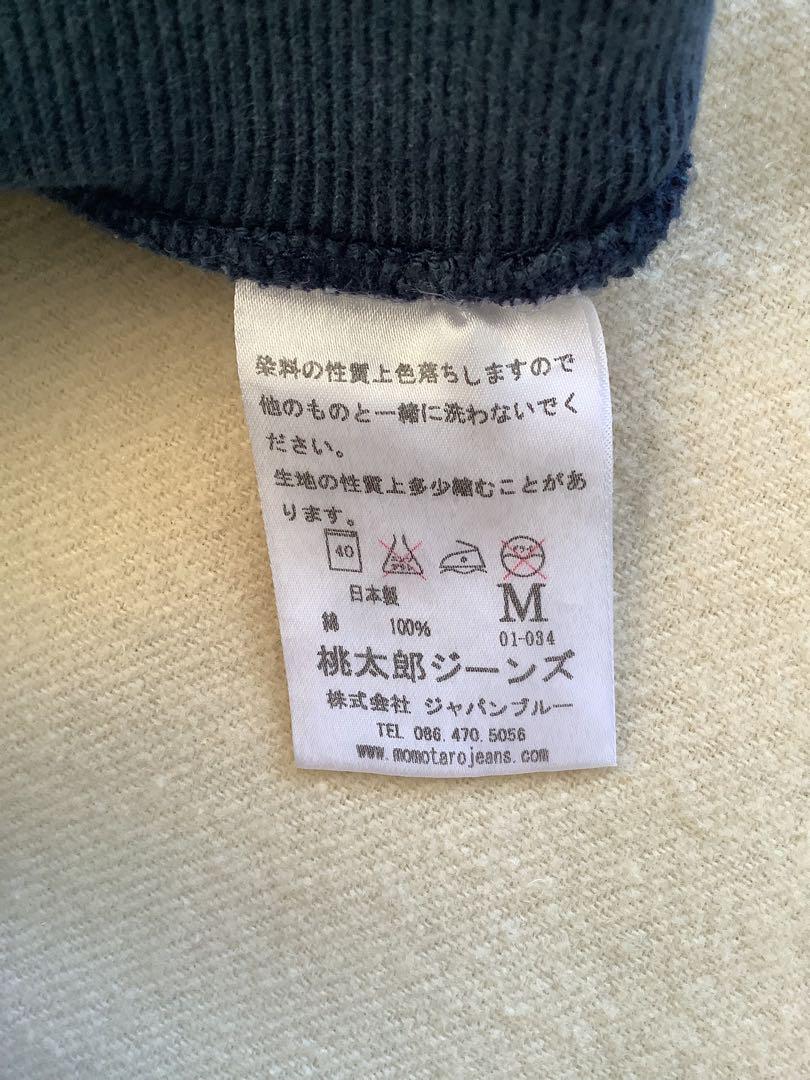 染料の性質上色落ちしますので
他のものと一緒に洗わないでく
ださい。
生地の性質上多少縮むことがあ
ります。
40
日本製
M
綿 100%
01-034
桃太郎ジーンズ
株式会社 ジャパンブルー
TEL 086.470.5056
www.momotarojeans.com